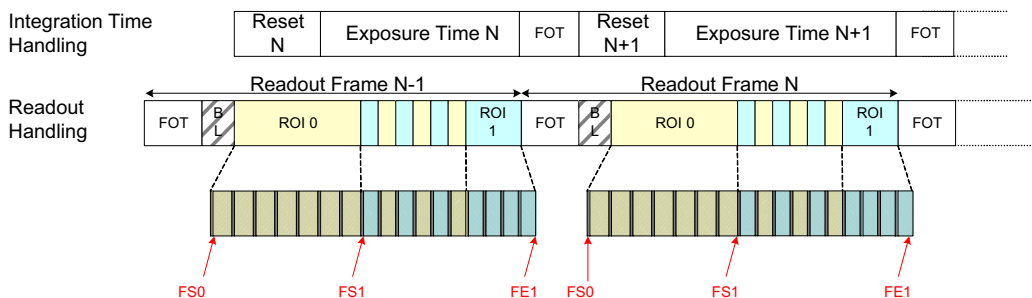 Integration Time
Handling
Reset
N
Exposure Time N
FOT
Reset
N+1
Exposure Time N+1
FOT
Readout Frame N-1
Readout Frame N
Readout
Handling
FOT
B
L
ROI 0
ROI
1
FOT
B
L
ROI 0
ROI
1
FOT
FS0
FS1
FE1
FS0
FS1
FE1